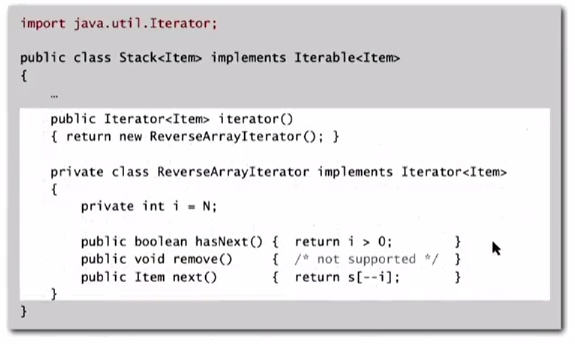 import java.util.Iterator;
public class Stack<Item> implements Iterable<Item>
{
…
public Iterator<Item> iterator()
{ return new ReverseArrayIterator(); }
private class ReverseArrayIterator implements Iterator<Item>
{
private int i = N;
public boolean hasNext() { return i > 0; }
public void remove() { /* not supported */ }
public Item next() { return s[--i]; }
}
}